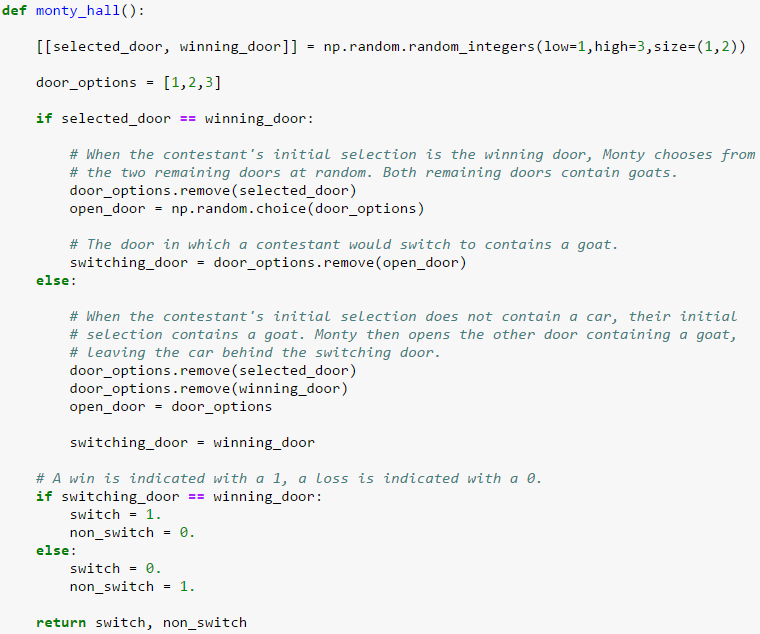 def monty_hall():
    [[selected_door, winning_door]] = np.random.random_integers(low=1,high=3,size=(1,2))
    door_options = [1,2,3]
    if selected_door == winning_door:
        # When the contestant's initial selection is the winning door, Monty chooses from
        # the two remaining doors at random. Both remaining doors contain goats.
        door_options.remove(selected_door)
        open_door = np.random.choice(door_options)
        # The door in which a contestant would switch to contains a goat.
        switching_door = door_options.remove(open_door)
    else:
        # When the contestant's initial selection does not contain a car, their initial
        # selection contains a goat. Monty then opens the other door containing a goat,
        # leaving the car behind the switching door.
        door_options.remove(selected_door)
        door_options.remove(winning_door)
        open_door = door_options
        switching_door = winning_door
    # A win is indicated with a 1, a loss is indicated with a 0.
    if switching_door == winning_door:
        switch = 1.
        non_switch = 0.
    else:
        switch = 0.
        non_switch = 1.
    return switch, non_switch